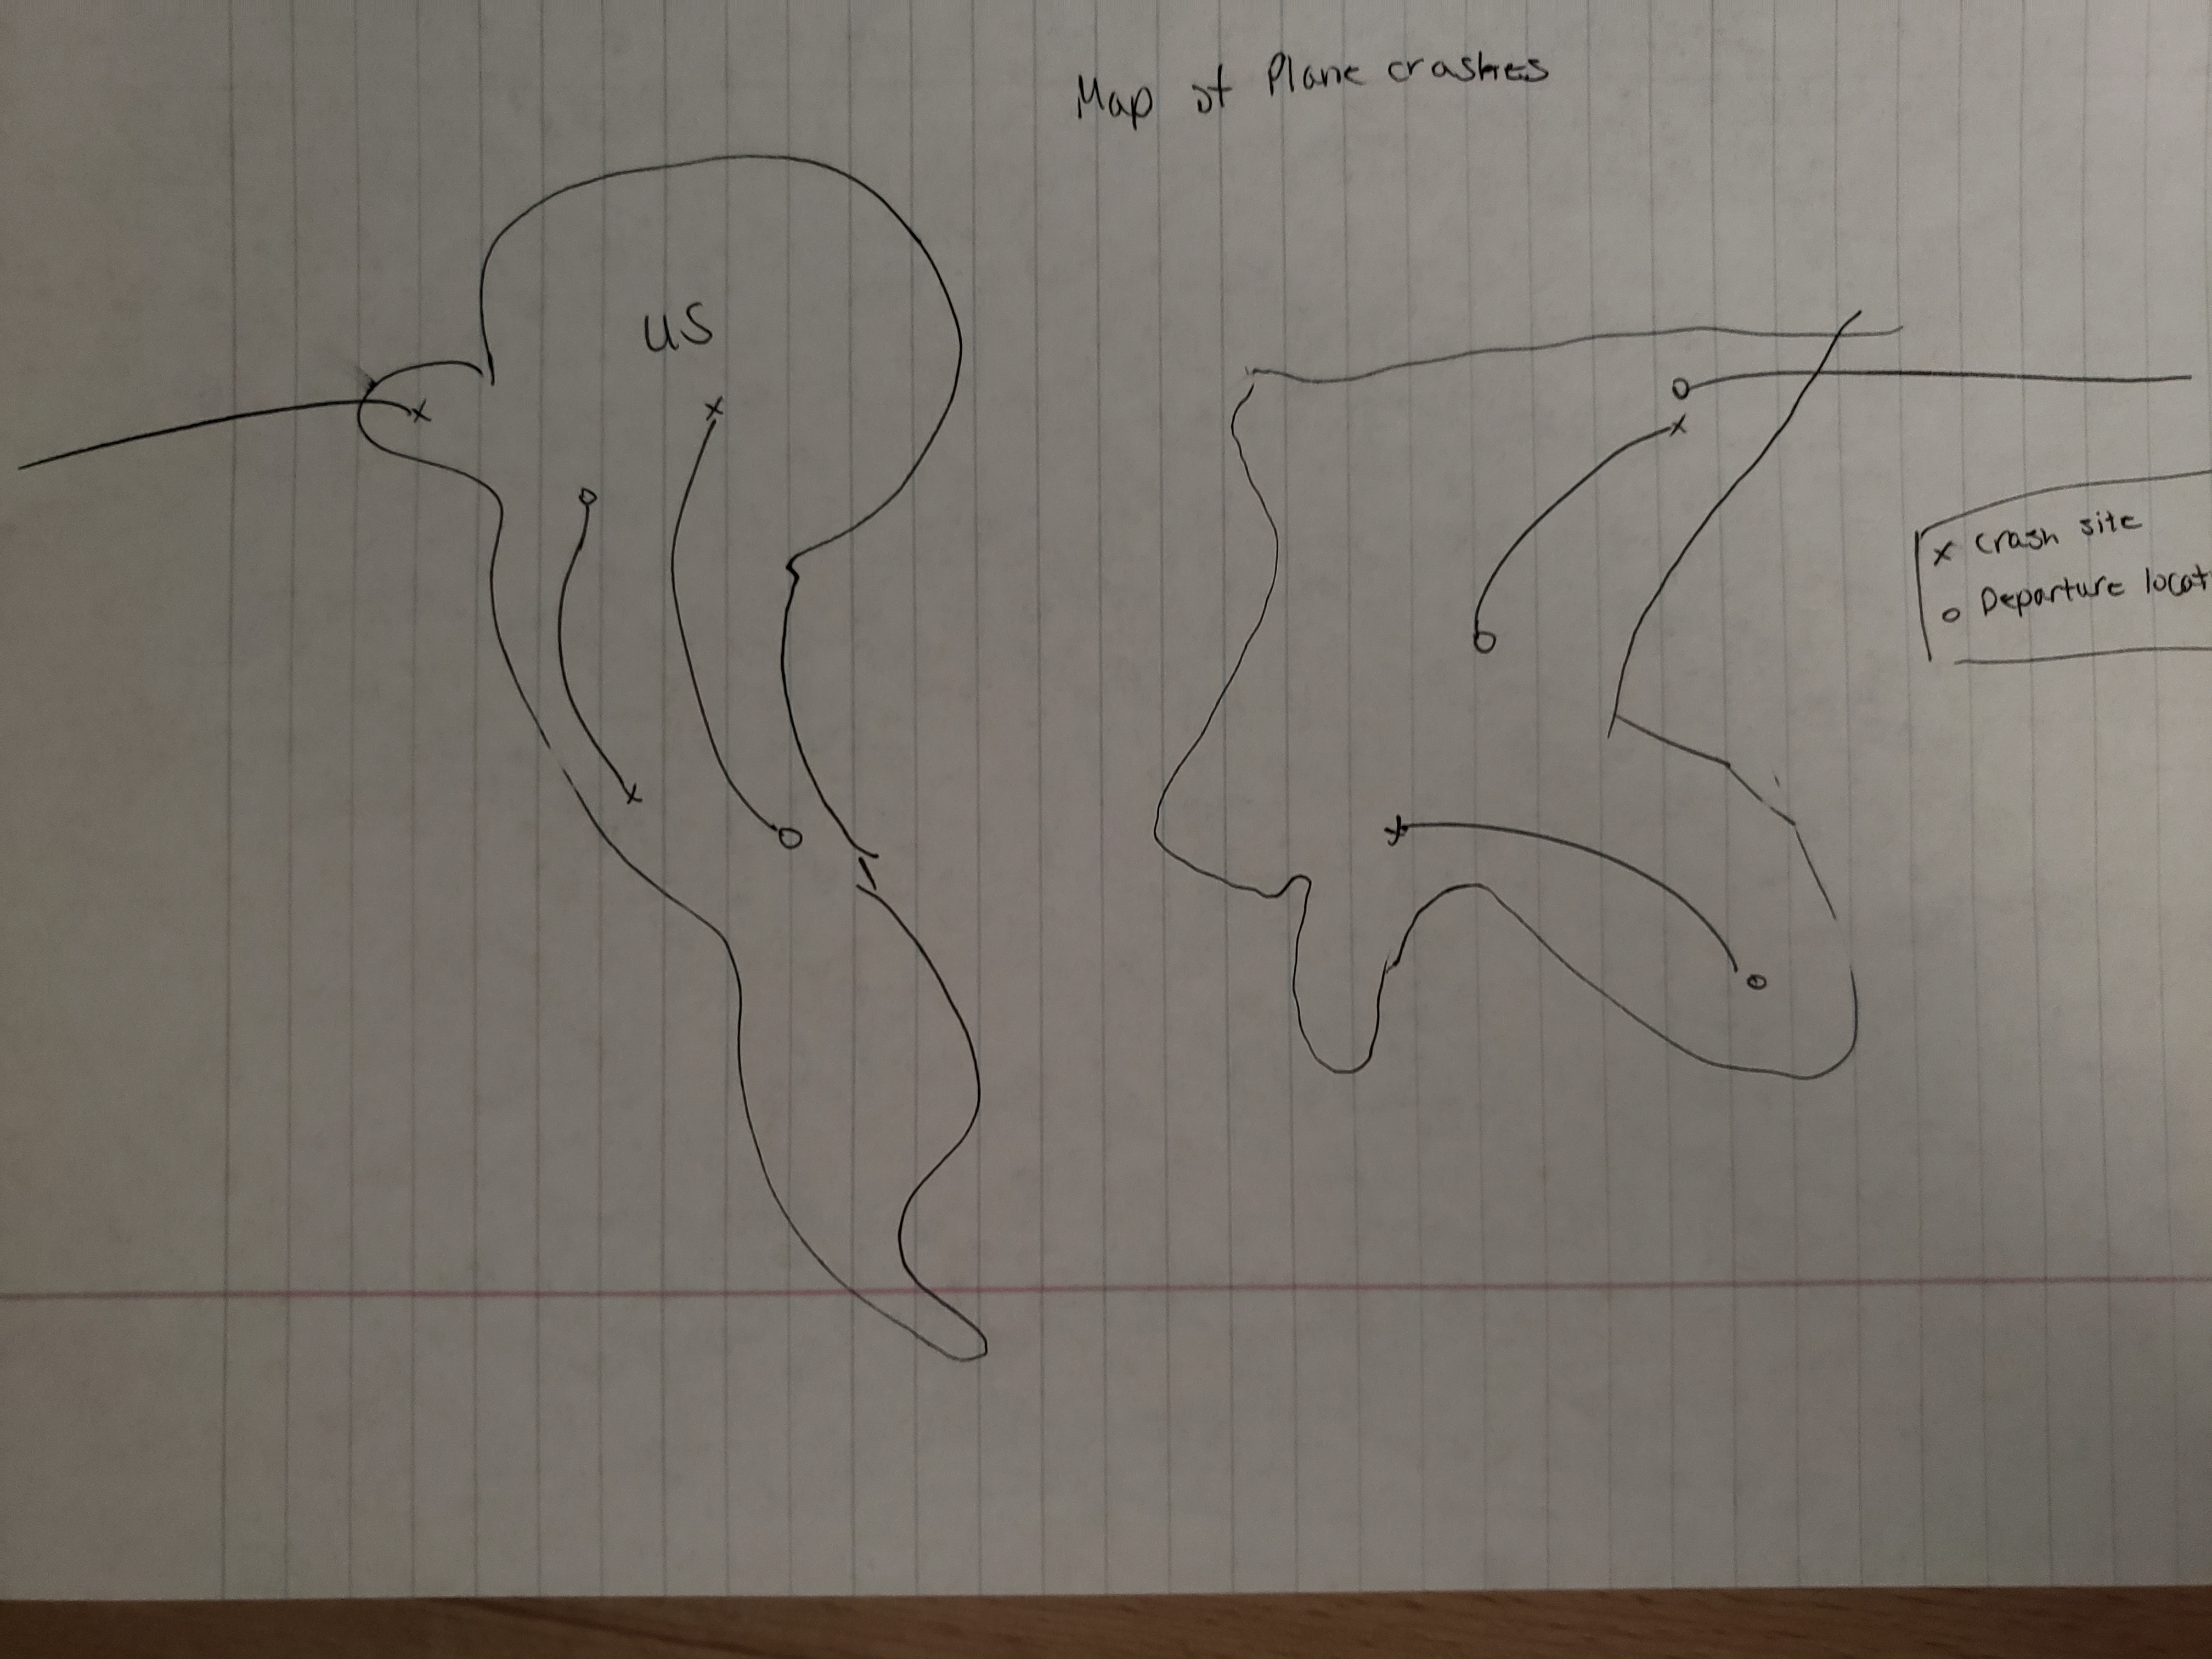 Map of Plane crashes
US
x crash site
o Departure locat